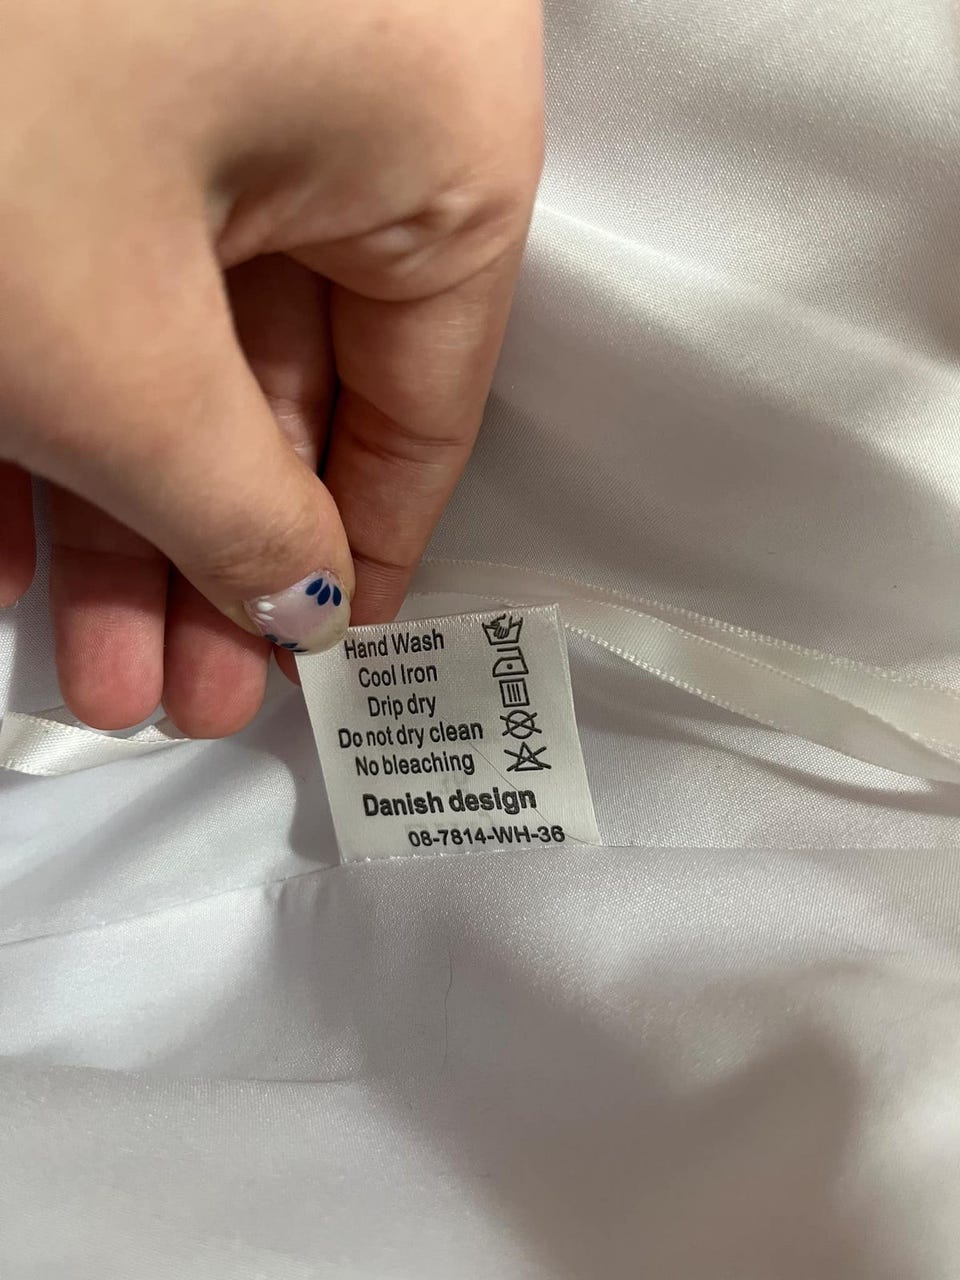 Hand Wash
Cool Iron
Drip dry
Do not dry clean
No bleaching
Danish design
08-7814-WH-36